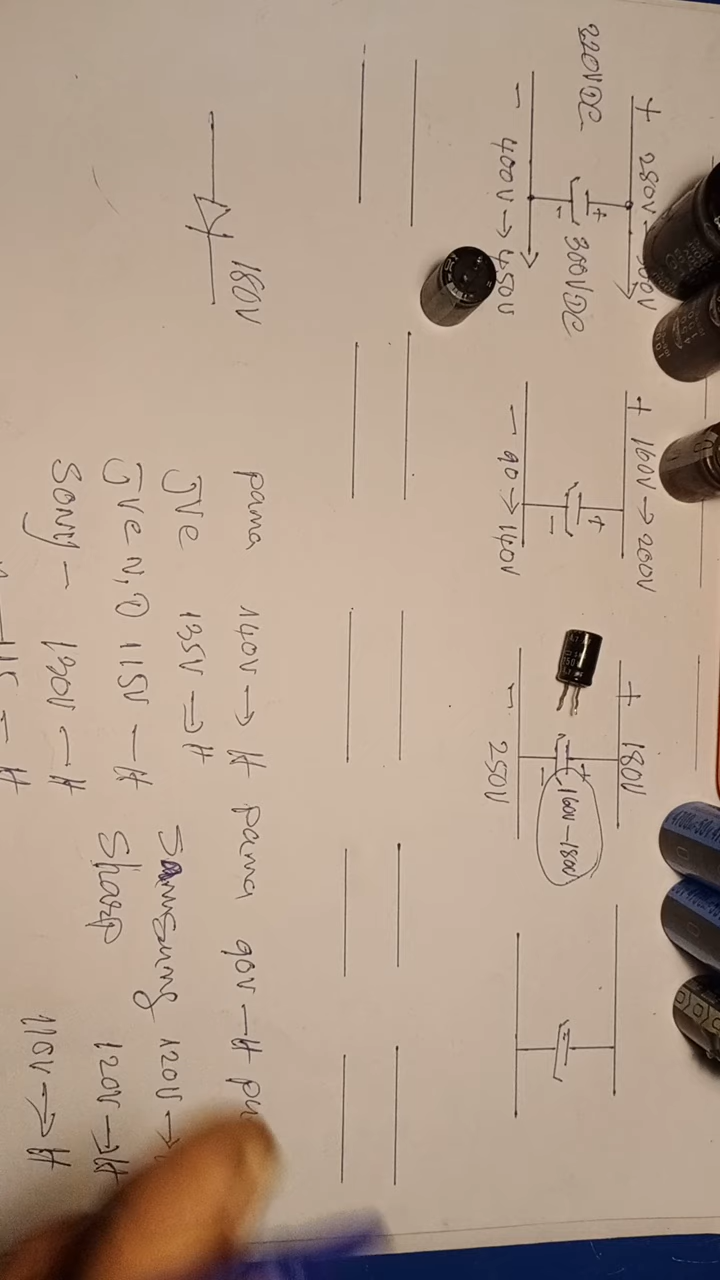 + 280V → 300V
220VDC
+
300VDC
-
- 400V → 450V
+ 160V → 200V
+
-
- 90 → 140V
+ 180V
+
160V-180V
-
- 250V
180V
pana 140V → H pana 90V - H
JVC 135V → H Samsung 120V →
JVC N,D 115V - H Sharp 120V → H
Sony - 130V - H 110V → H